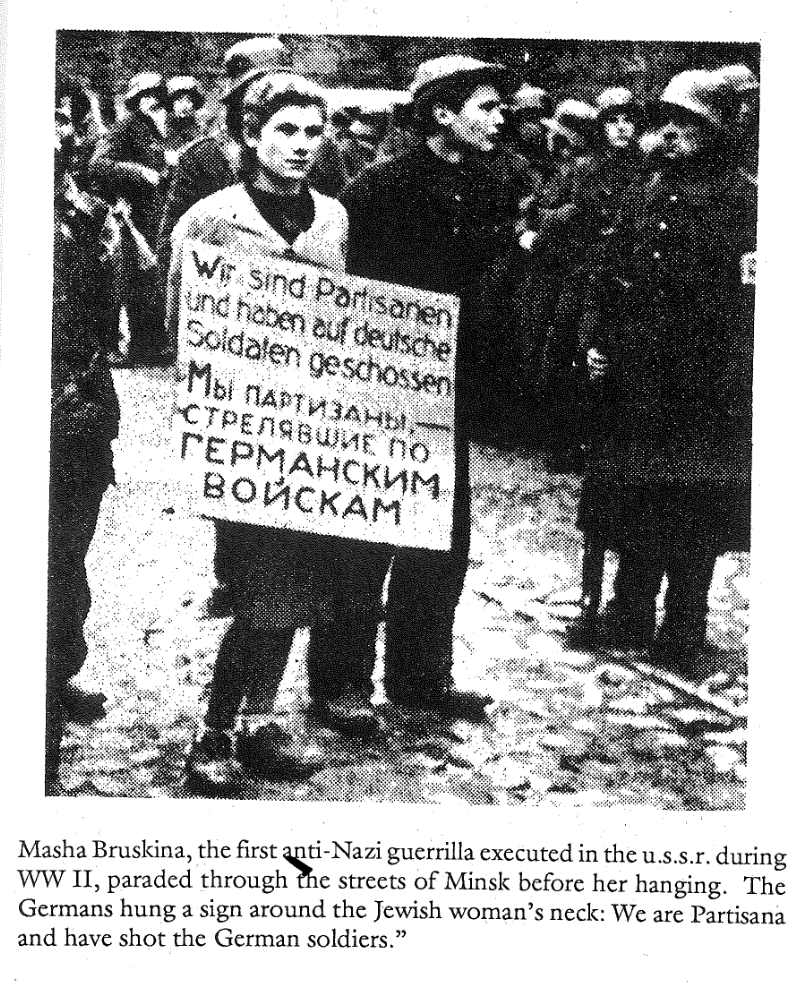 Wir sind Partisanen
und haben auf deutsche
Soldaten geschossen
Мы партизаны,—
стрелявшие по
ГЕРМАНСКИМ
ВОЙСКАМ
Masha Bruskina, the first anti-Nazi guerrilla executed in the u.s.s.r. during
WW II, paraded through the streets of Minsk before her hanging. The
Germans hung a sign around the Jewish woman's neck: We are Partisana
and have shot the German soldiers.”